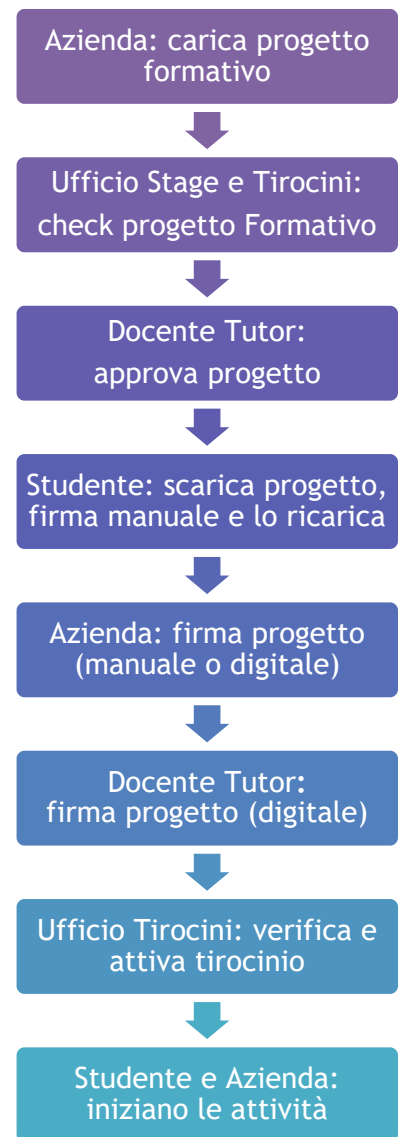 Azienda: carica progetto
formativo
Ufficio Stage e Tirocini:
check progetto Formativo
Docente Tutor:
approva progetto
Studente: scarica progetto,
firma manuale e lo ricarica
Azienda: firma progetto
(manuale o digitale)
Docente Tutor:
firma progetto (digitale)
Ufficio Tirocini: verifica e
attiva tirocinio
Studente e Azienda:
iniziano le attività